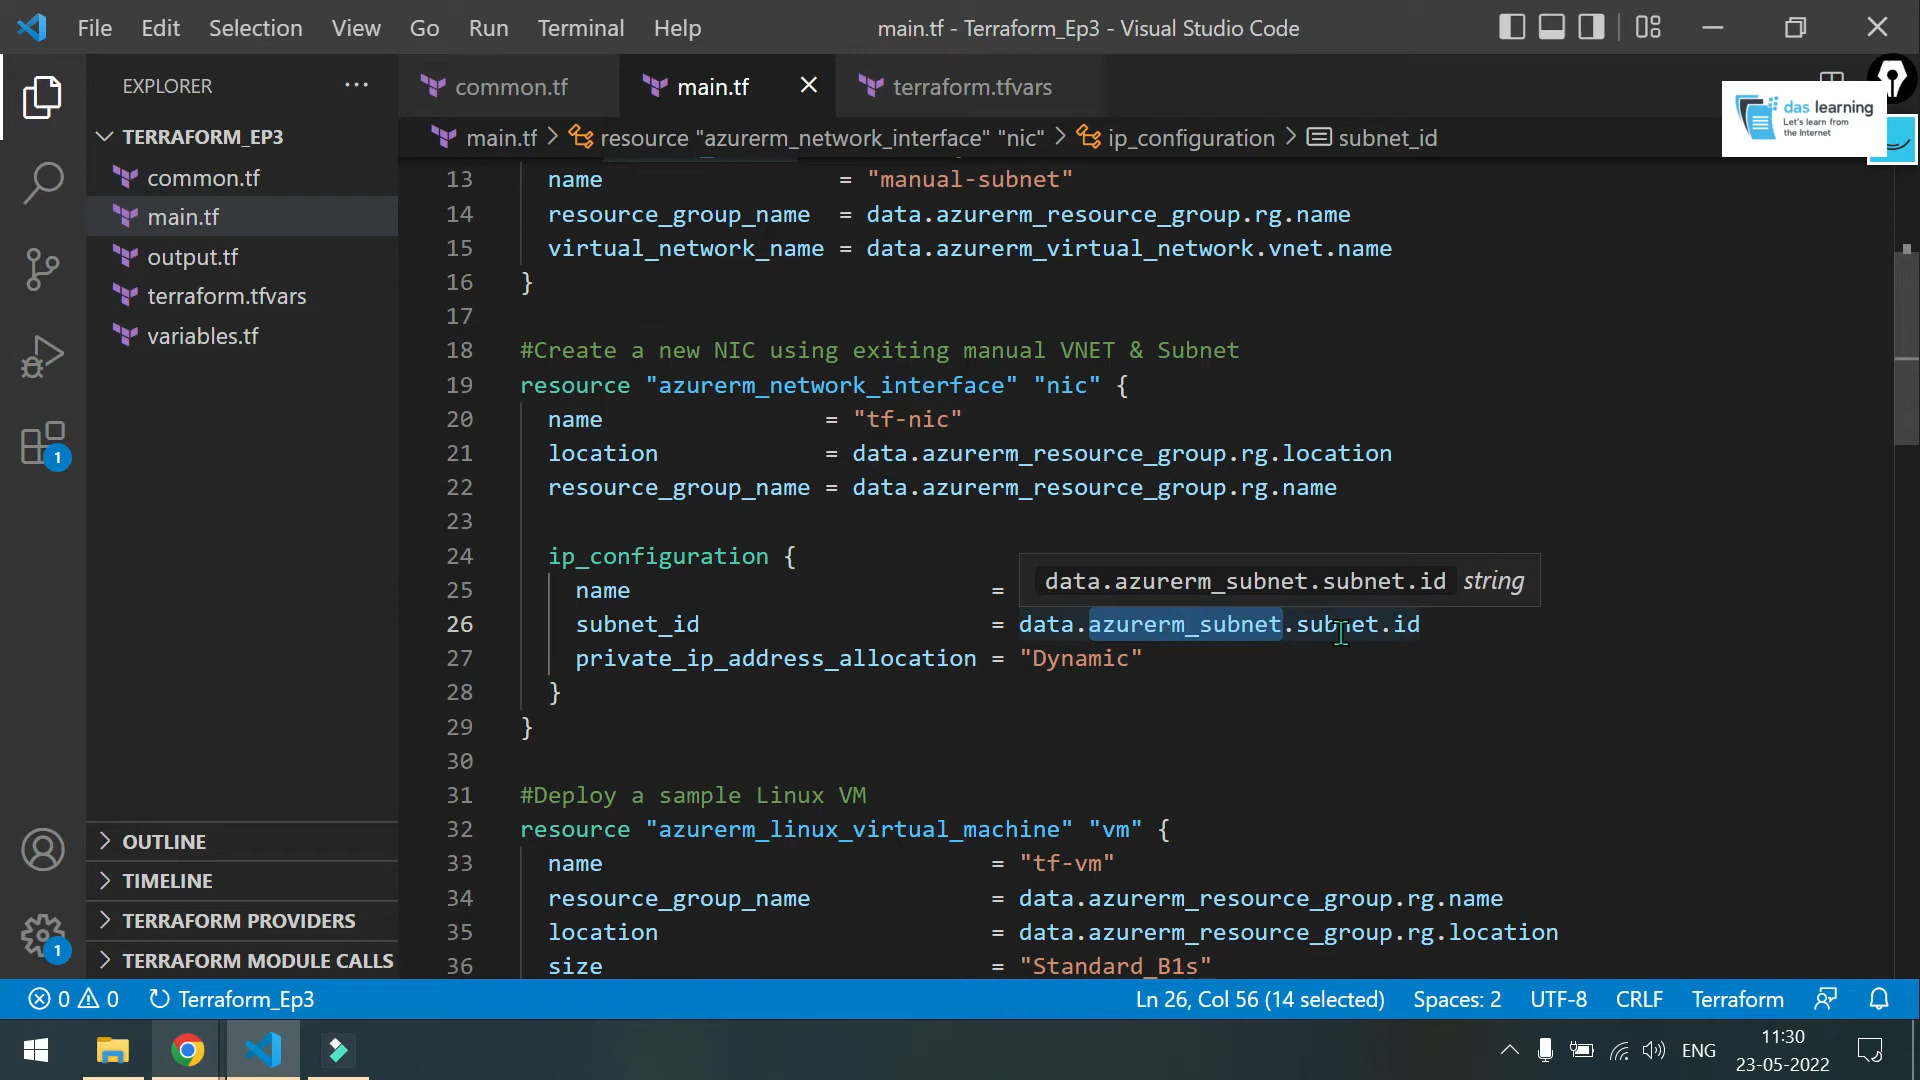 File Edit Selection View Go Run Terminal Help
main.tf - Terraform_Ep3 - Visual Studio Code
EXPLORER
TERRAFORM_EP3
common.tf
main.tf
output.tf
terraform.tfvars
variables.tf
OUTLINE
TIMELINE
TERRAFORM PROVIDERS
TERRAFORM MODULE CALLS
1
1
common.tf
main.tf
terraform.tfvars
das learning
Let's learn from
the Internet
main.tf > resource "azurerm_network_interface" "nic" > ip_configuration > subnet_id
13 name = "manual-subnet"
14 resource_group_name = data.azurerm_resource_group.rg.name
15 virtual_network_name = data.azurerm_virtual_network.vnet.name
16 }
17
18 #Create a new NIC using exiting manual VNET & Subnet
19 resource "azurerm_network_interface" "nic" {
20 name = "tf-nic"
21 location = data.azurerm_resource_group.rg.location
22 resource_group_name = data.azurerm_resource_group.rg.name
23
24 ip_configuration {
data.azurerm_subnet.subnet.id string
25 name =
26 subnet_id = data.azurerm_subnet.subnet.id
27 private_ip_address_allocation = "Dynamic"
28 }
29 }
30
31 #Deploy a sample Linux VM
32 resource "azurerm_linux_virtual_machine" "vm" {
33 name = "tf-vm"
34 resource_group_name = data.azurerm_resource_group.rg.name
35 location = data.azurerm_resource_group.rg.location
36 size = "Standard_B1s"
0 0 Terraform_Ep3
Ln 26, Col 56 (14 selected) Spaces: 2 UTF-8 CRLF Terraform
ENG
11:30
23-05-2022